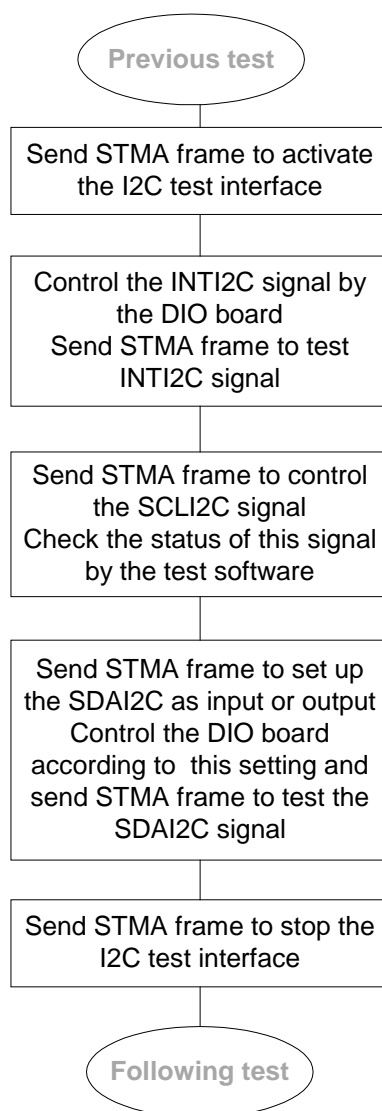 Previous test
Send STMA frame to activate
the I2C test interface
Control the INTI2C signal by
the DIO board
Send STMA frame to test
INTI2C signal
Send STMA frame to control
the SCLI2C signal
Check the status of this signal
by the test software
Send STMA frame to set up
the SDAI2C as input or output
Control the DIO board
according to  this setting and
send STMA frame to test the
SDAI2C signal
Send STMA frame to stop the
I2C test interface
Following test